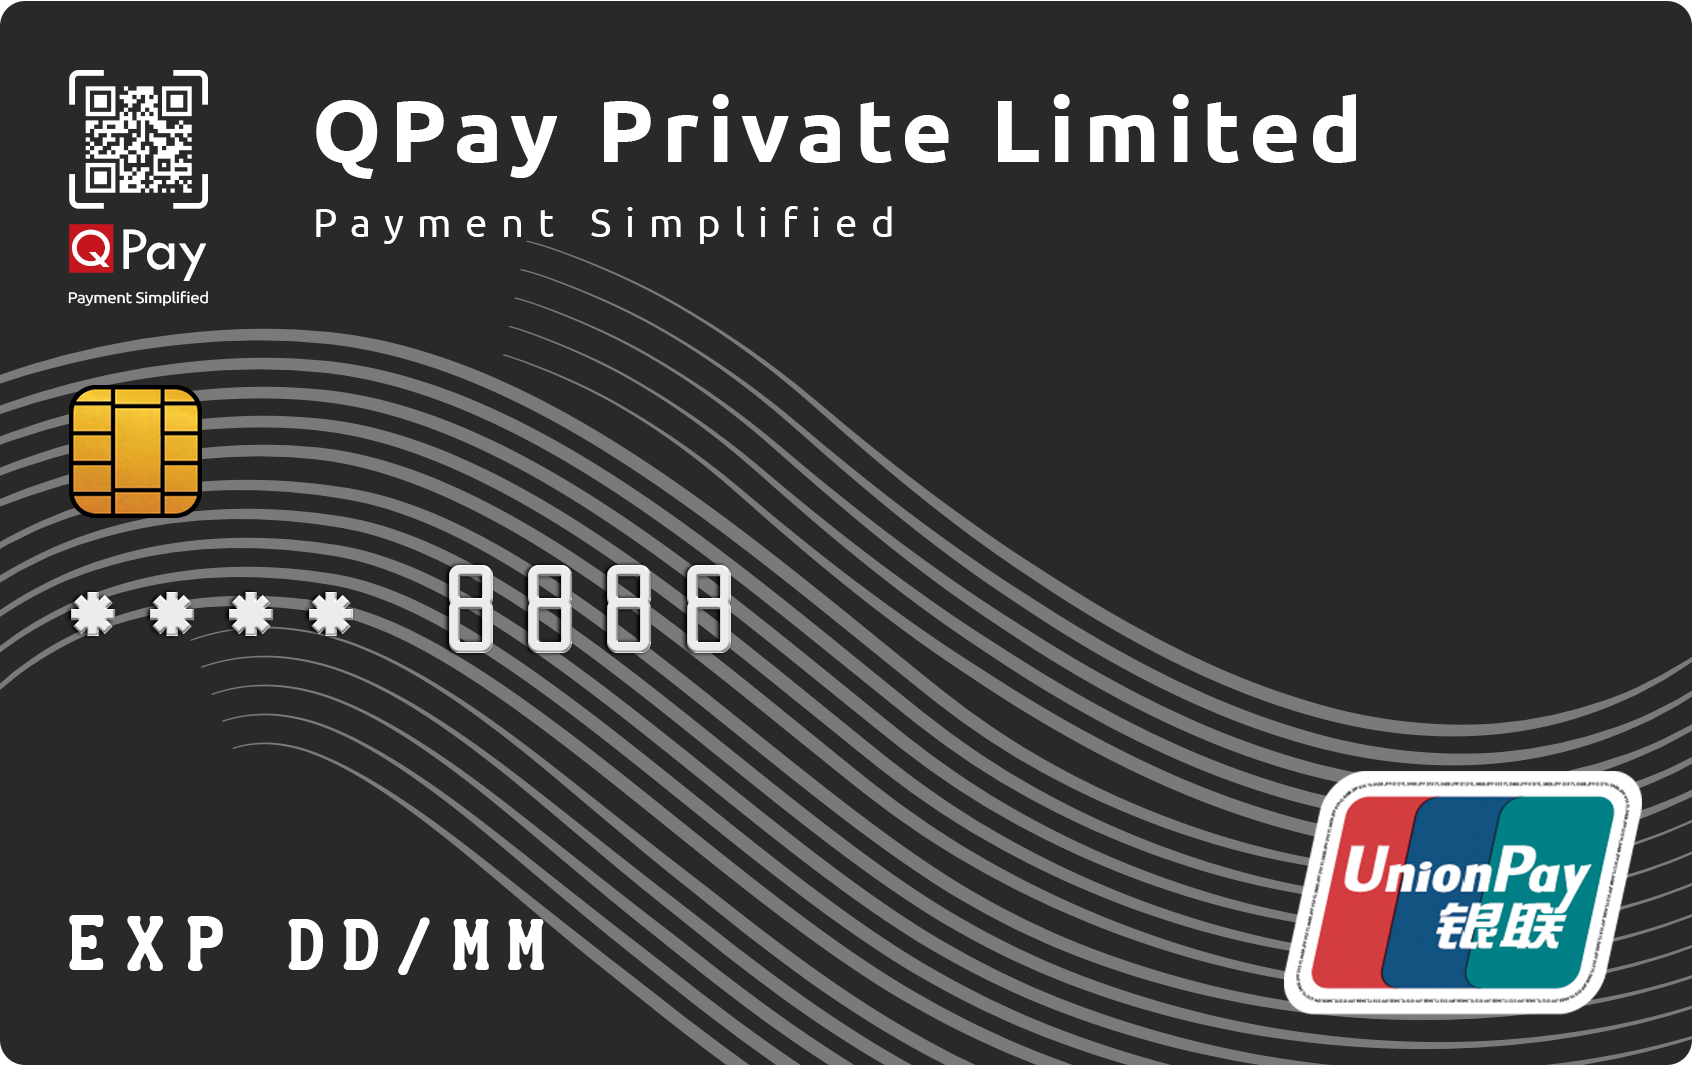 QPay Private Limited
Payment Simplified
QPay
Payment Simplified
**** 8888
EXP DD/MM
UnionPay
银联